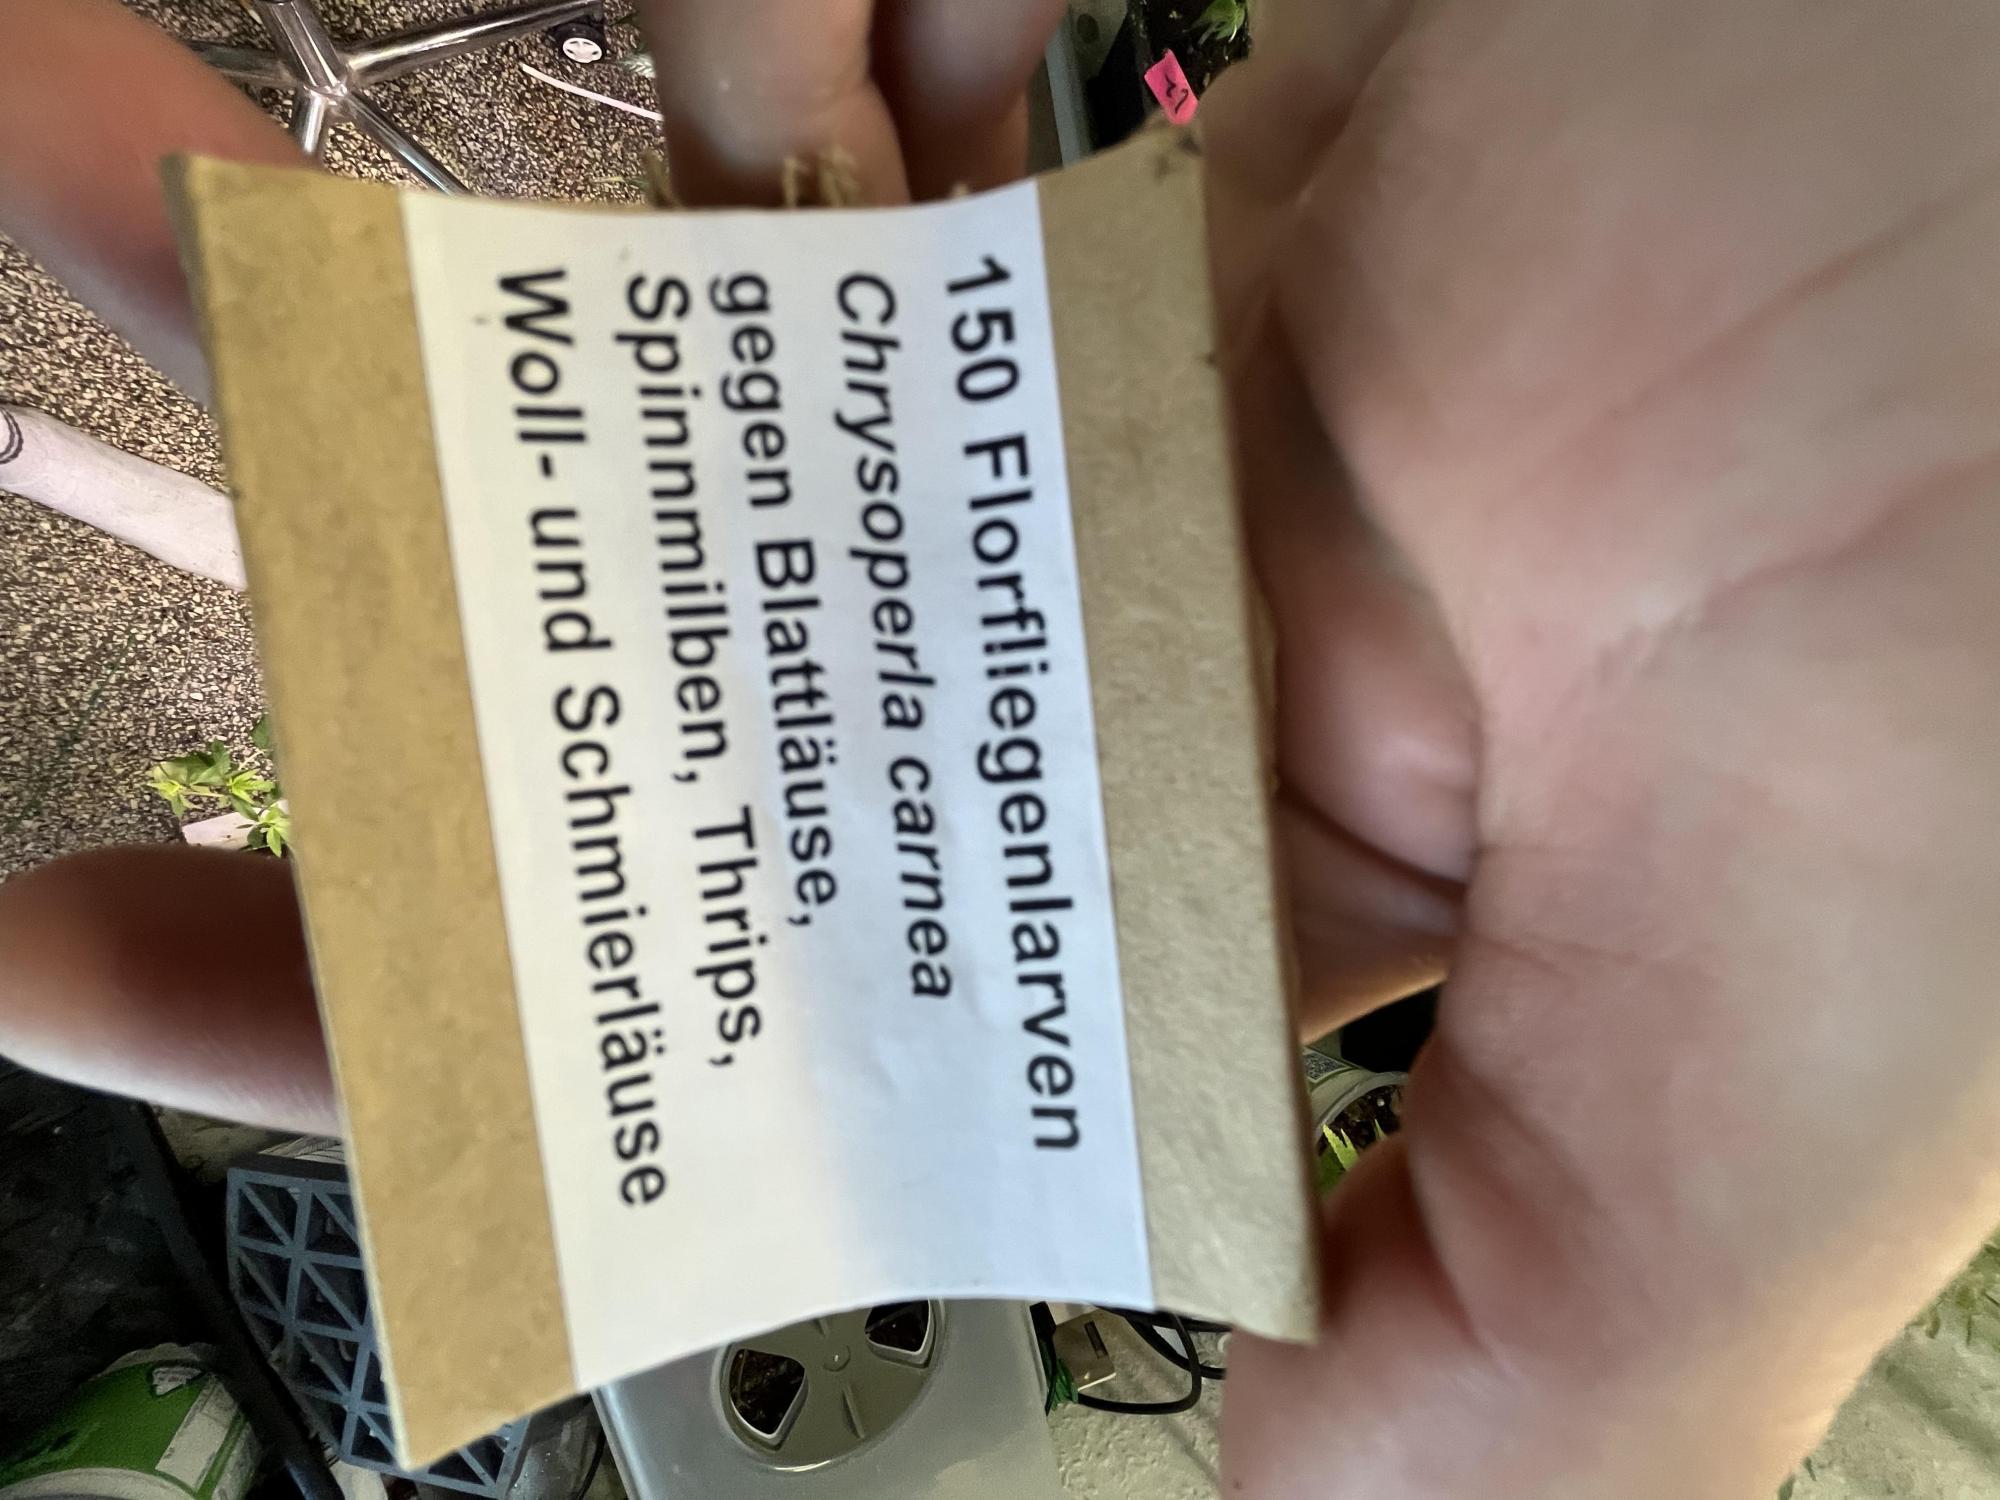 150 Florfliegenlarven
Chrysoperla carnea
gegen Blattläuse,
Spinnmilben, Thrips,
Woll- und Schmierläuse